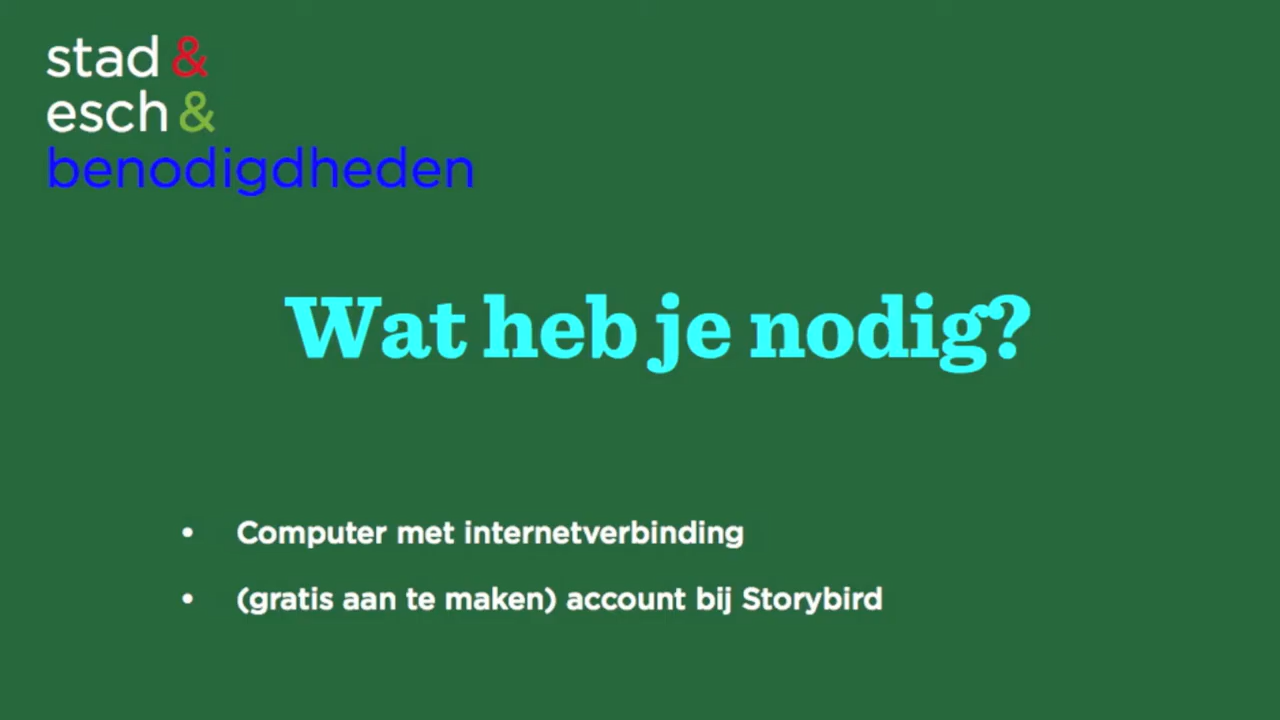 stad &
esch &
benodigdheden
Wat heb je nodig?
• Computer met internetverbinding
• (gratis aan te maken) account bij Storybird